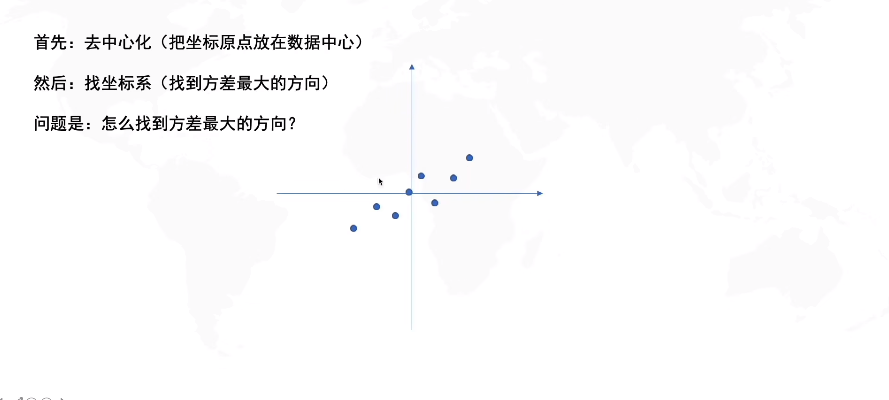 首先：去中心化（把坐标原点放在数据中心）
然后：找坐标系（找到方差最大的方向）
问题是：怎么找到方差最大的方向？